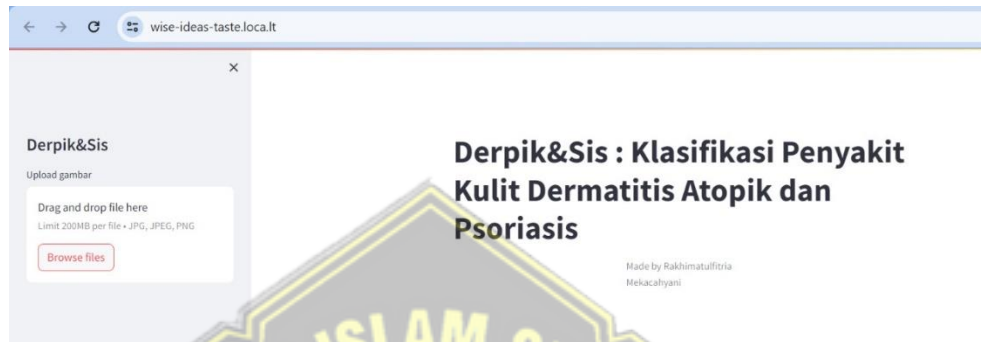 wise-ideas-taste.loca.lt
Derpik&Sis
Upload gambar
Drag and drop file here
Limit 200MB per file • JPG, JPEG, PNG
Browse files
Derpik&Sis : Klasifikasi Penyakit
Kulit Dermatitis Atopik dan
Psoriasis
Made by Rakhimatulfitria
Mekacahyani
ISLAM